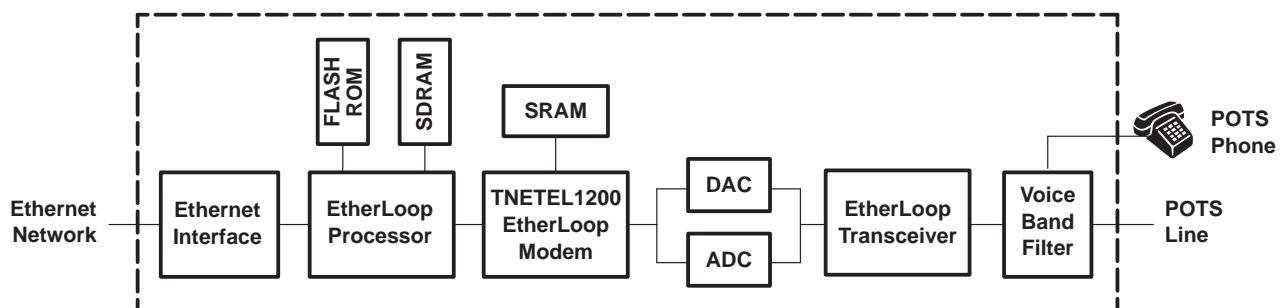 FLASH
ROM
SDRAM
SRAM
POTS
Phone
Ethernet
Network
Ethernet
Interface
EtherLoop
Processor
TNETEL1200
EtherLoop
Modem
DAC
ADC
EtherLoop
Transceiver
Voice
Band
Filter
POTS
Line